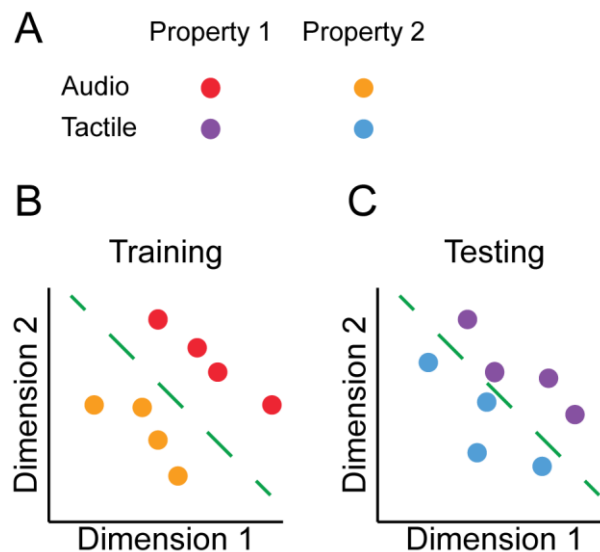 A
Property 1 Property 2
Audio
Tactile
B
Training
Dimension 2
Dimension 1
C
Testing
Dimension 2
Dimension 1